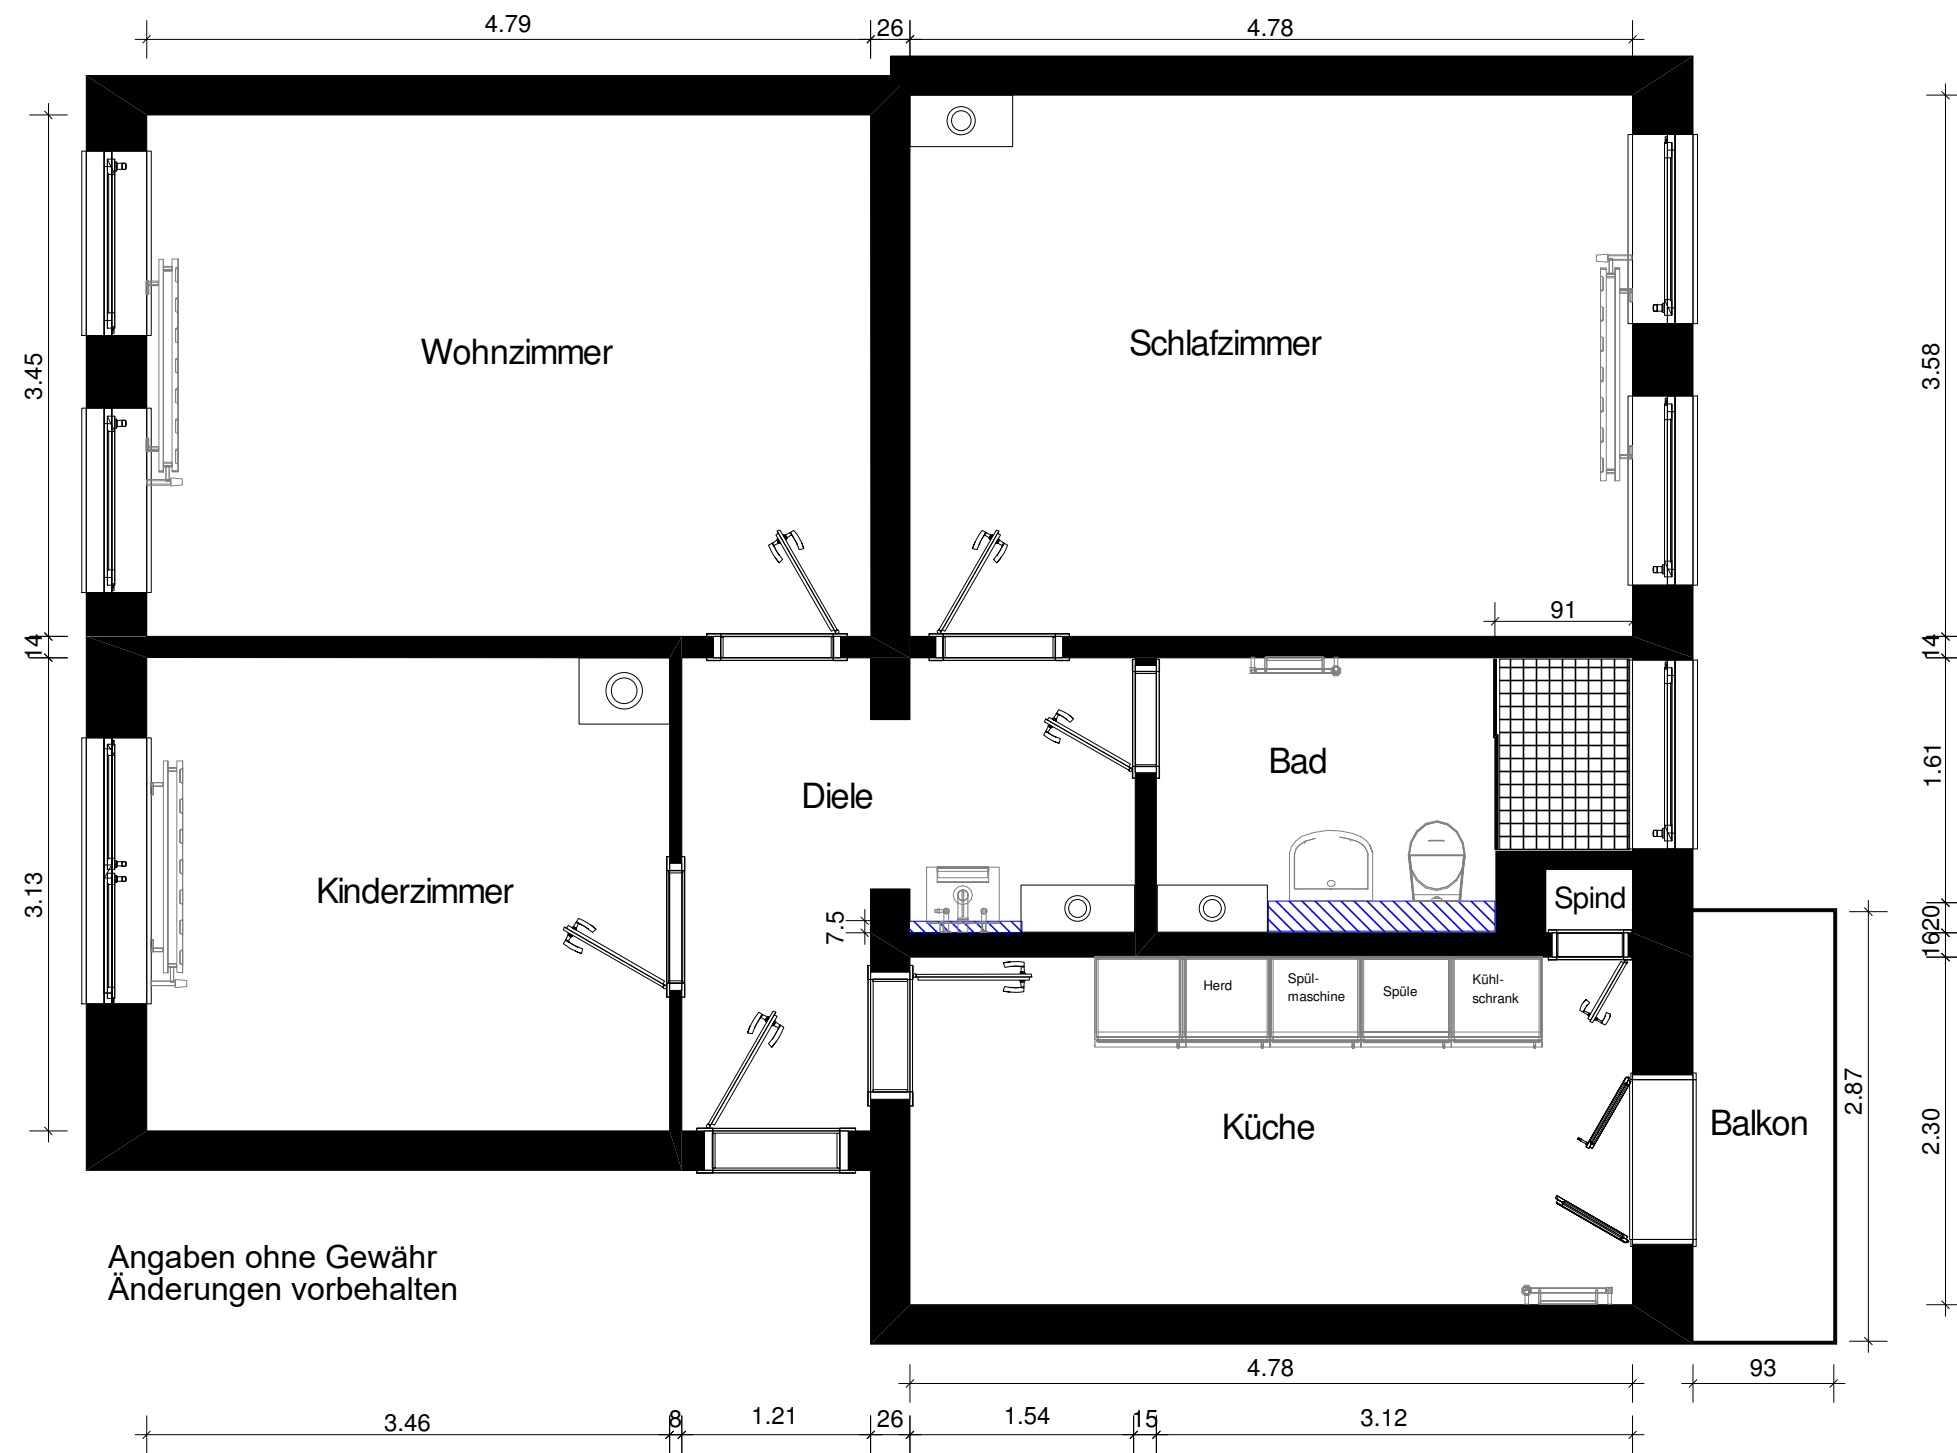 4.79
26
4.78
3.45
Wohnzimmer
Schlafzimmer
3.58
91
14
14
Bad
1.61
Diele
Kinderzimmer
3.13
7.5
Spind
20
16
Herd
Spül-
maschine
Spüle
Kühl-
schrank
Küche
Balkon
2.87
2.30
Angaben ohne Gewähr
Änderungen vorbehalten
4.78
93
3.46
8
1.21
26
1.54
15
3.12